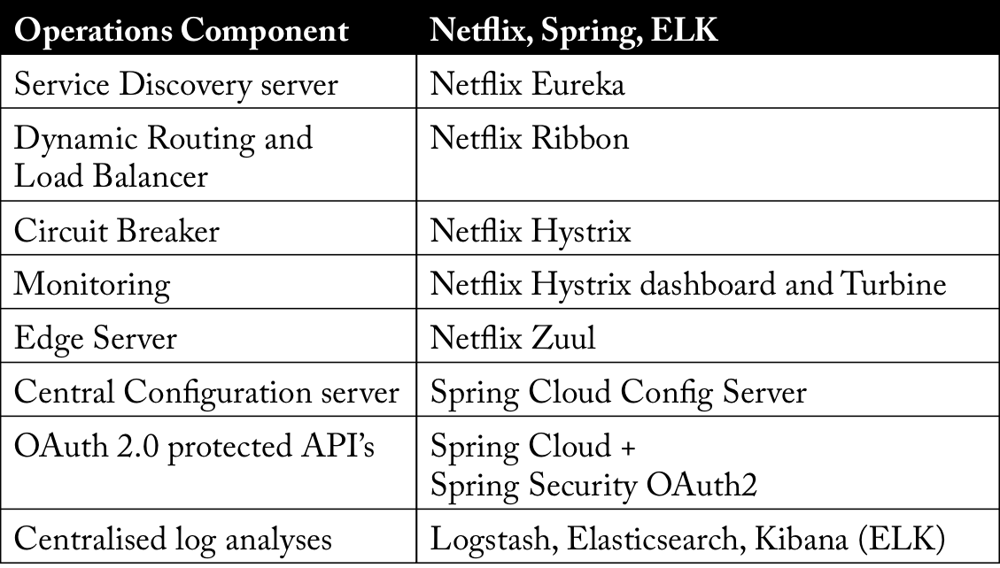 Operations Component
Netflix, Spring, ELK
Service Discovery server
Netflix Eureka
Dynamic Routing and
Load Balancer
Netflix Ribbon
Circuit Breaker
Netflix Hystrix
Monitoring
Netflix Hystrix dashboard and Turbine
Edge Server
Netflix Zuul
Central Configuration server
Spring Cloud Config Server
OAuth 2.0 protected API’s
Spring Cloud +
Spring Security OAuth2
Centralised log analyses
Logstash, Elasticsearch, Kibana (ELK)